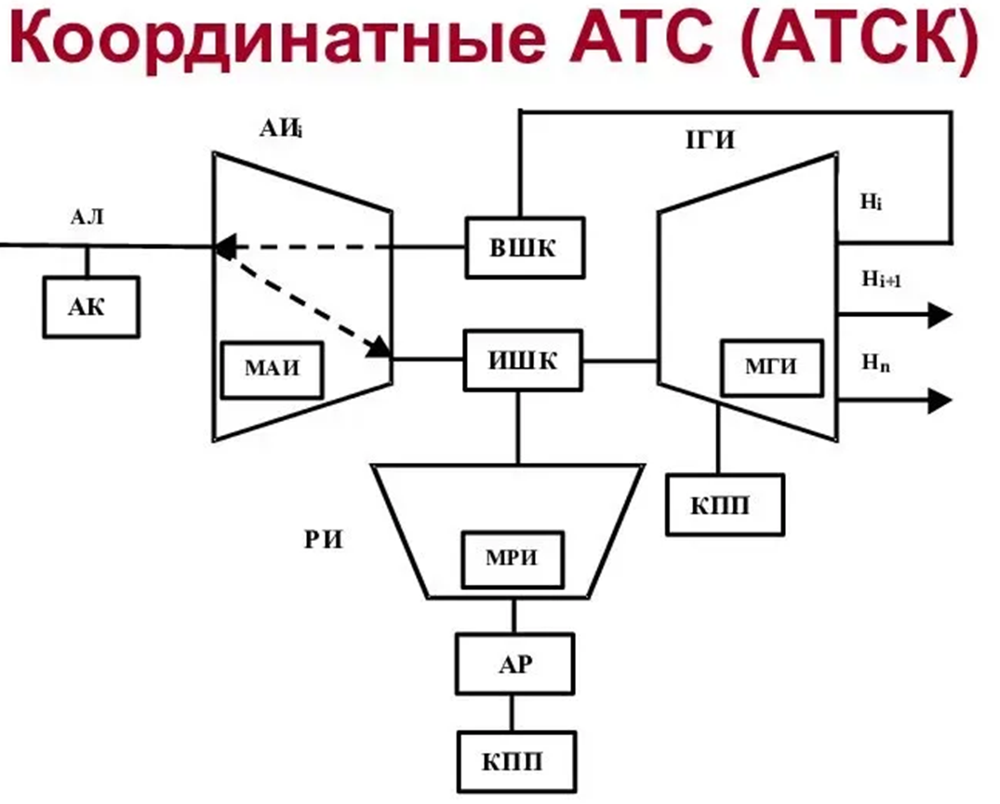 Координатные АТС (АТСК)
АИi
IГИ
АЛ
Нi
ВШК
Нi+1
АК
ИШК
Нn
МАИ
МГИ
КПП
РИ
МРИ
АР
КПП